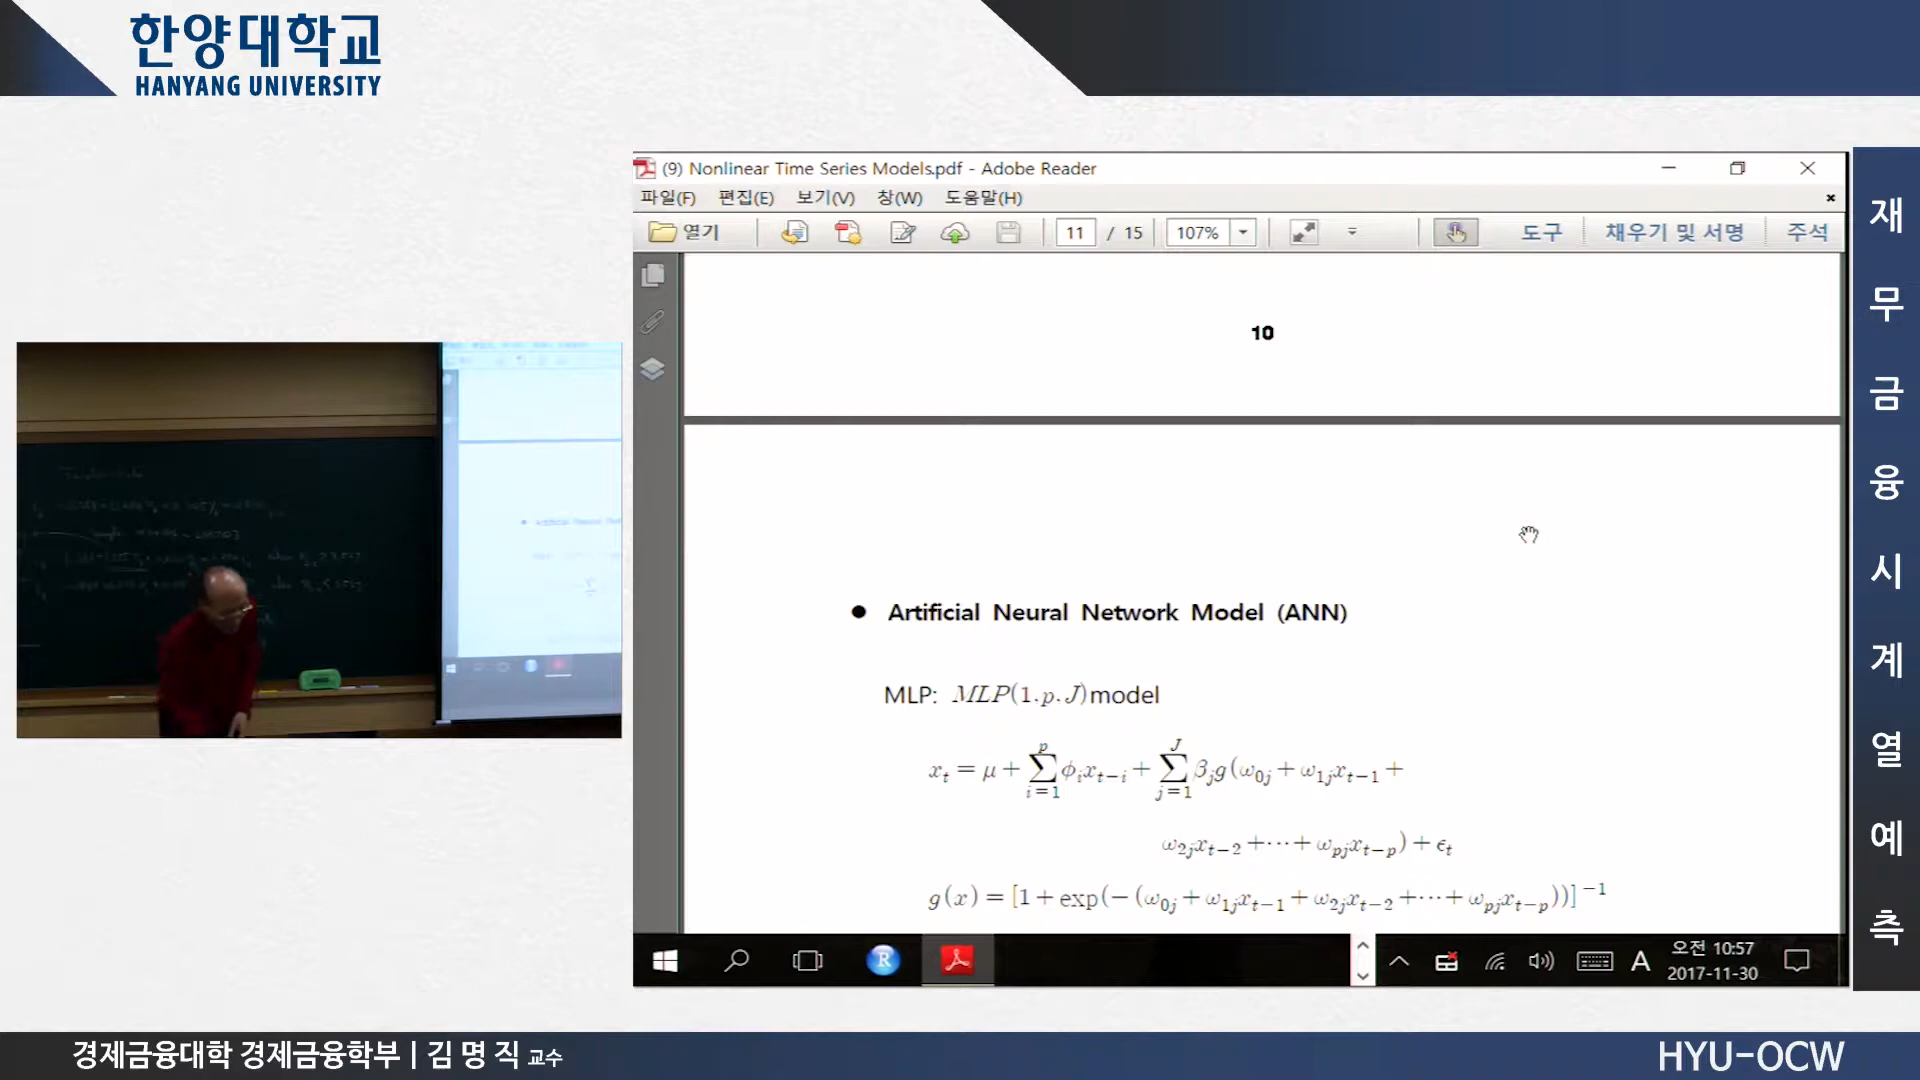 한양대학교
HANYANG UNIVERSITY
(9) Nonlinear Time Series Models.pdf - Adobe Reader
파일(F) 편집(E) 보기(V) 창(W) 도움말(H)
열기 11 / 15 107% 도구 채우기 및 서명 주석
10
● Artificial Neural Network Model (ANN)
MLP: MLP(1.p.J)model
x_t = μ + ∑_{i=1}^{p} ϕ_i x_{t-i} + ∑_{j=1}^{J} β_j g(ω_{0j} + ω_{1j}x_{t-1} +
ω_{2j}x_{t-2} + ⋯ + ω_{pj}x_{t-p}) + ϵ_t
g(x) = [1 + exp(-(ω_{0j} + ω_{1j}x_{t-1} + ω_{2j}x_{t-2} + ⋯ + ω_{pj}x_{t-p}))]^{-1}
A 오전 10:57
2017-11-30
재무금융시계열예측
경제금융대학 경제금융학부 | 김명직 교수
HYU-OCW